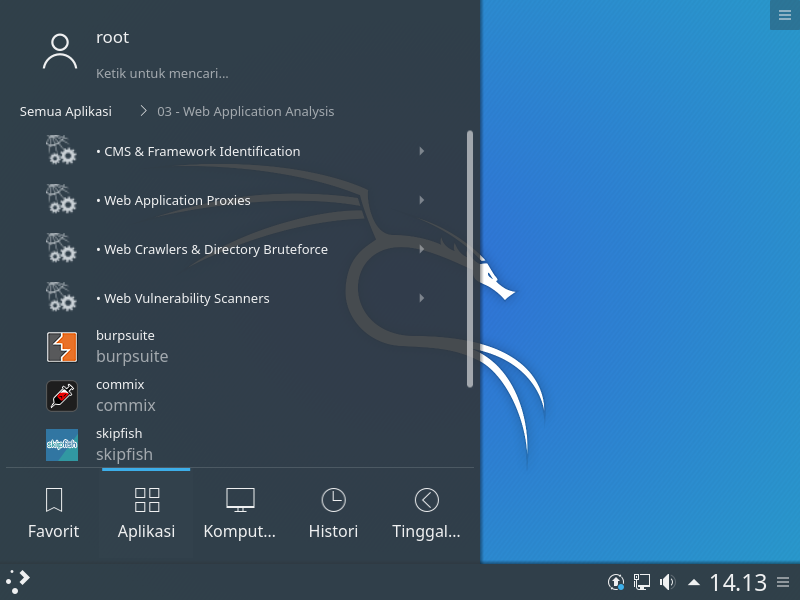 root
Ketik untuk mencari...
Semua Aplikasi
03 - Web Application Analysis
• CMS & Framework Identification
• Web Application Proxies
• Web Crawlers & Directory Bruteforce
• Web Vulnerability Scanners
burpsuite
burpsuite
commix
commix
skipfish
skipfish
skipfish
Favorit
Aplikasi
Komput...
Histori
Tinggal...
14.13